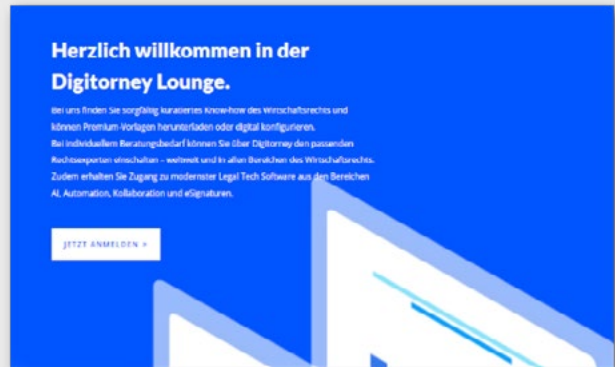 Herzlich willkommen in der
Digitorney Lounge.
Bei uns finden Sie sorgfältig kuratiertes Know-how des Wirtschaftsrechts und
können Premium-Vorlagen herunterladen oder digital konfigurieren.
Bei individuellem Beratungsbedarf können Sie über Digitorney den passenden
Rechtsexperten einschalten – weltweit und in allen Bereichen des Wirtschaftsrechts.
Zudem erhalten Sie Zugang zu modernster Legal Tech Software aus den Bereichen
AI, Automation, Kollaboration und eSignaturen.
JETZT ANMELDEN >